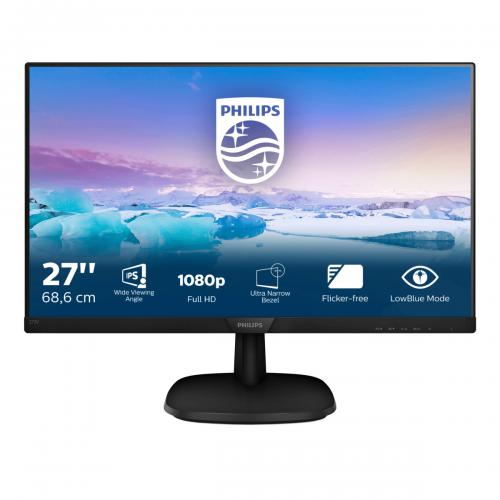 PHILIPS
27"
68,6 cm
IPS
Wide Viewing
Angle
1080p
Full HD
Ultra Narrow
Bezel
Flicker-free
LowBlue Mode
PHILIPS